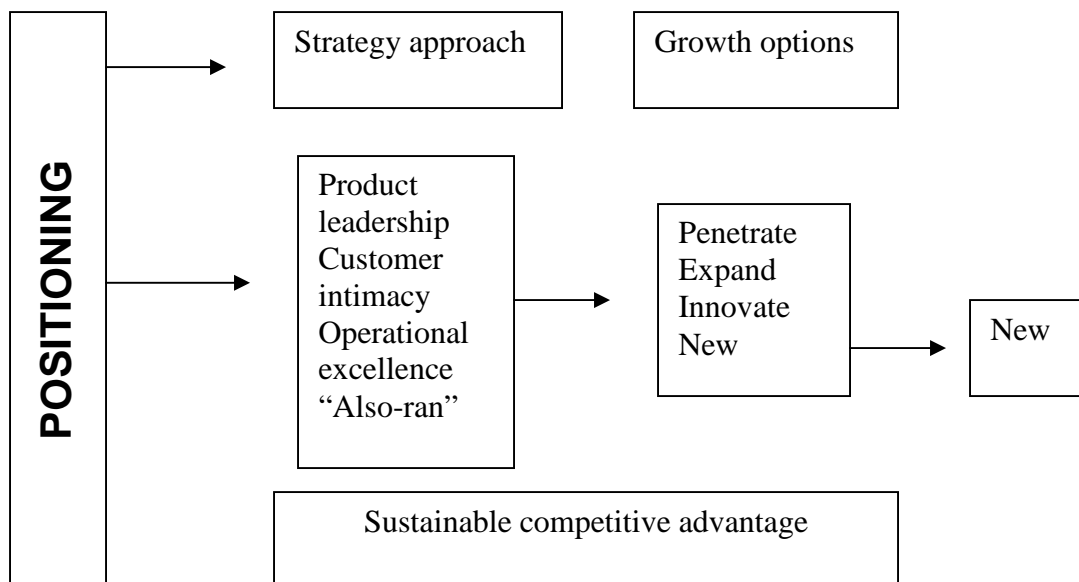 POSITIONING
Strategy approach
Growth options
Product
leadership
Customer
intimacy
Operational
excellence
“Also-ran”
Penetrate
Expand
Innovate
New
New
Sustainable competitive advantage